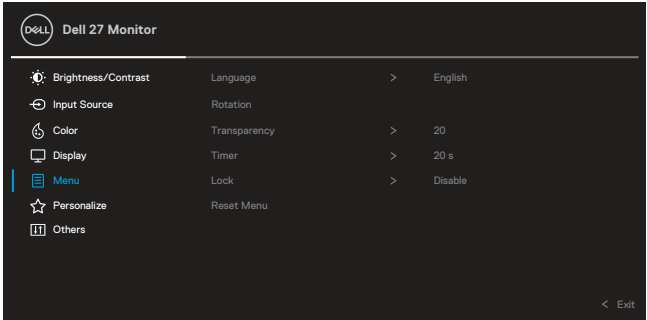 DELL Dell 27 Monitor
Brightness/Contrast Language > English
Input Source Rotation
Color Transparency > 20
Display Timer > 20 s
Menu Lock > Disable
Personalize Reset Menu
Others
< Exit